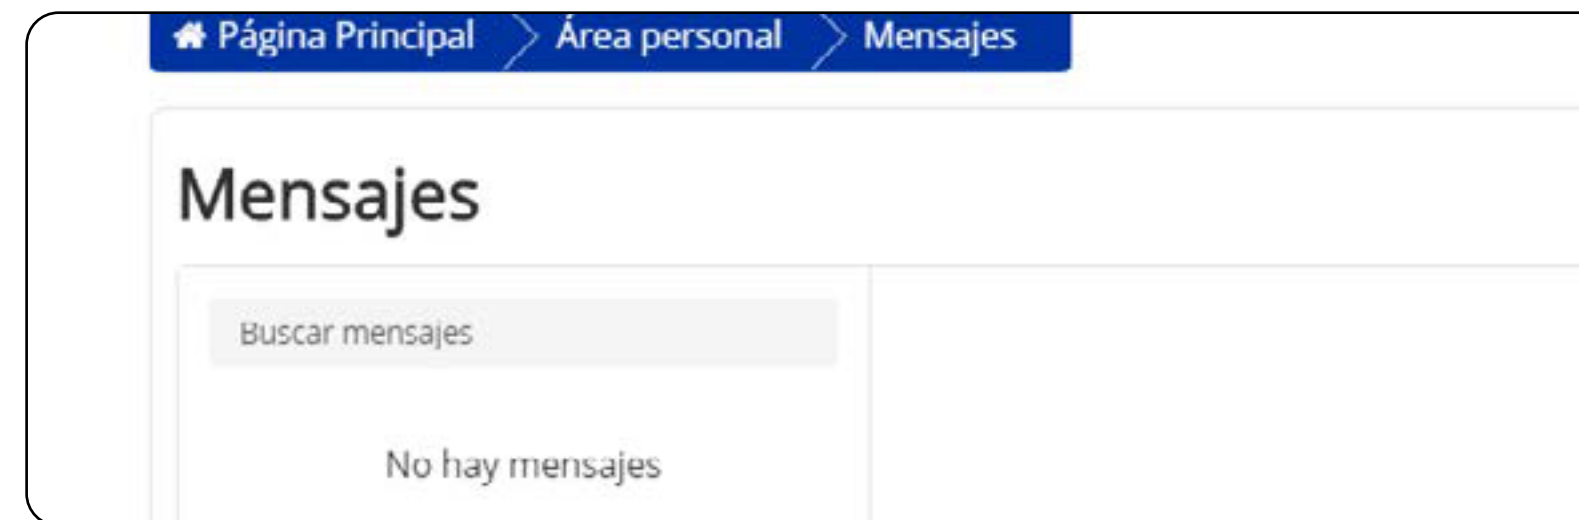 Página Principal Área personal Mensajes
Mensajes
Buscar mensajes
No hay mensajes